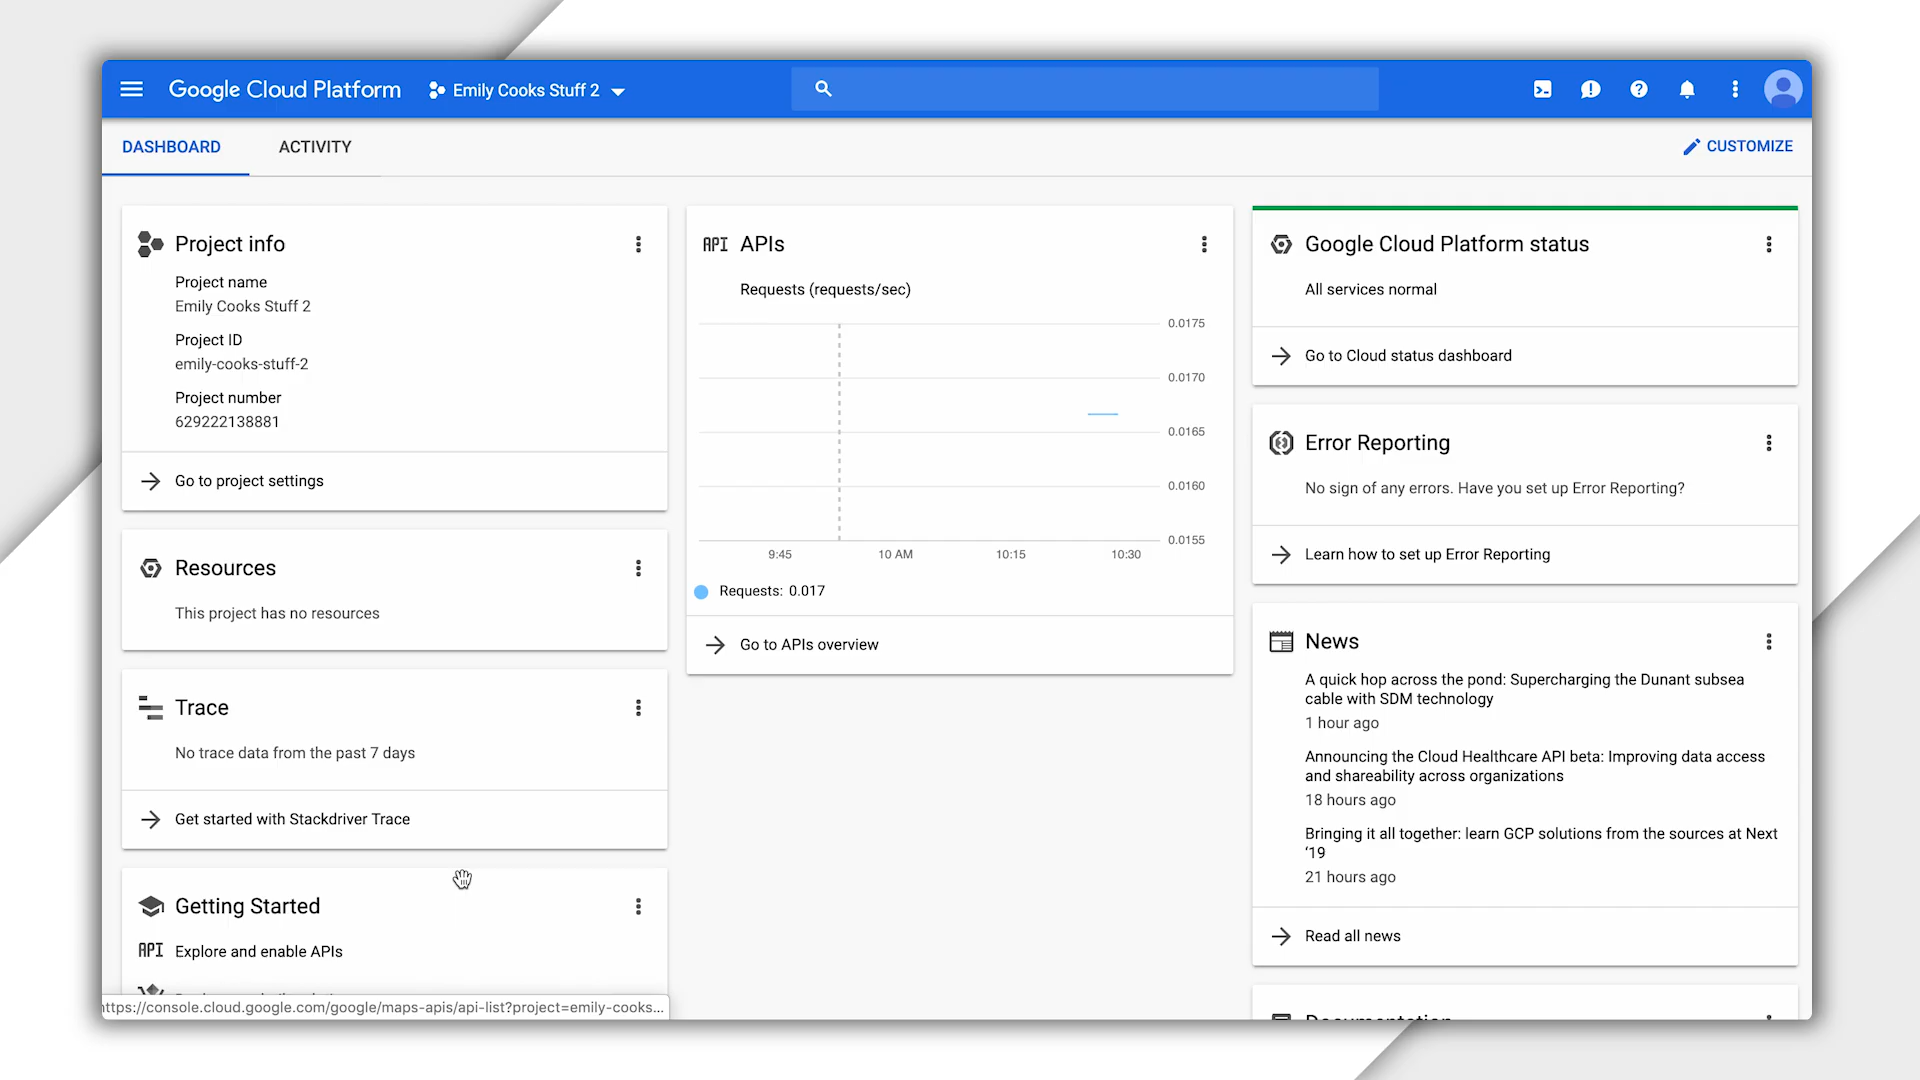 Google Cloud Platform
Emily Cooks Stuff 2
DASHBOARD
ACTIVITY
CUSTOMIZE
Project info
Project name
Emily Cooks Stuff 2
Project ID
emily-cooks-stuff-2
Project number
629222138881
Go to project settings
Resources
This project has no resources
Trace
No trace data from the past 7 days
Get started with Stackdriver Trace
Getting Started
API Explore and enable APIs
ttps://console.cloud.google.com/google/maps-apis/api-list?project=emily-cooks...
API APIs
Requests (requests/sec)
0.0175
0.0170
0.0165
0.0160
0.0155
9:45
10 AM
10:15
10:30
Requests: 0.017
Go to APIs overview
Google Cloud Platform status
All services normal
Go to Cloud status dashboard
Error Reporting
No sign of any errors. Have you set up Error Reporting?
Learn how to set up Error Reporting
News
A quick hop across the pond: Supercharging the Dunant subsea
cable with SDM technology
1 hour ago
Announcing the Cloud Healthcare API beta: Improving data access
and shareability across organizations
18 hours ago
Bringing it all together: learn GCP solutions from the sources at Next
‘19
21 hours ago
Read all news
Documentation